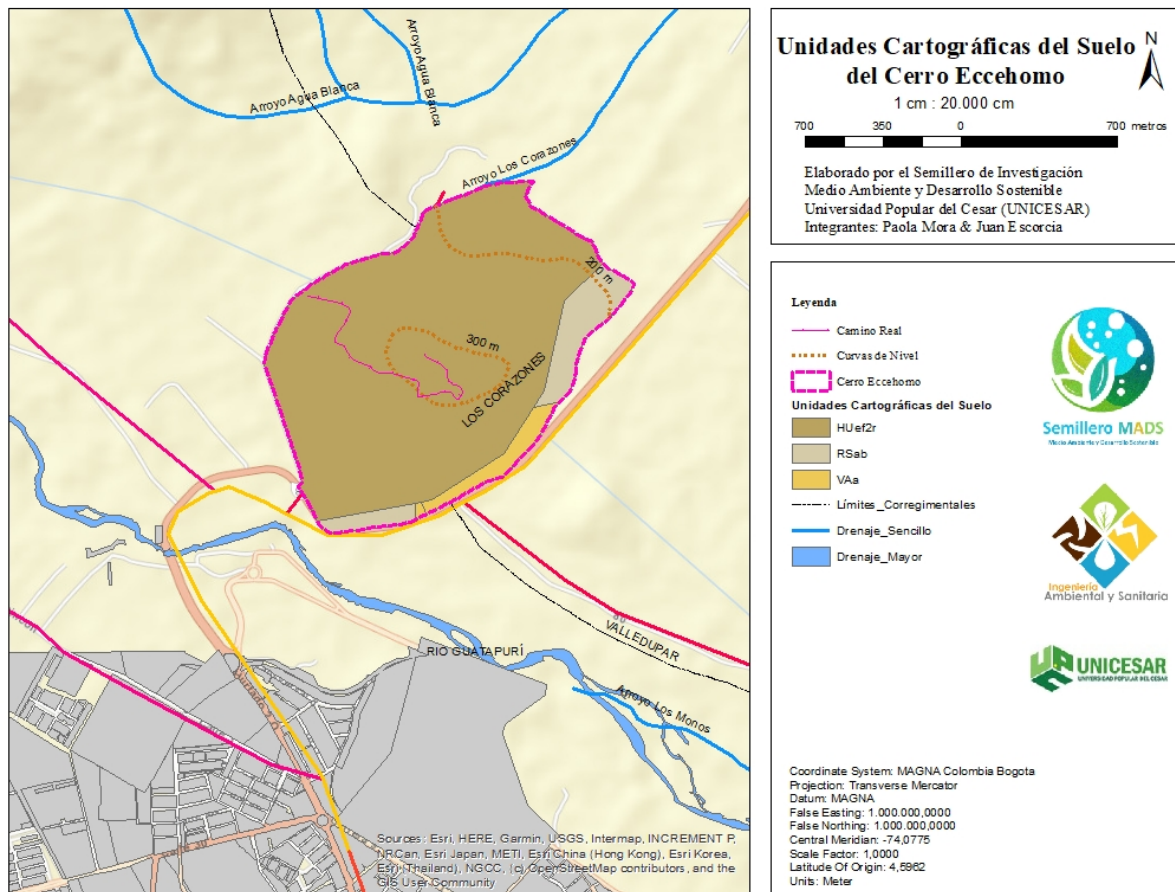 Arroyo Agua Blanca
Arroyo Agua Blanca
Arroyo Los Corazones
200 m
300 m
LOS CORAZONES
VALLEDUPAR
RIO GUATAPURÍ
Arroyo Los Monos
Sources: Esri, HERE, Garmin, USGS, Intermap, INCREMENT P,
NRCan, Esri Japan, METI, Esri China (Hong Kong), Esri Korea,
Esri (Thailand), NGCC, (c) OpenStreetMap contributors, and the
GIS User Community
Unidades Cartográficas del Suelo
del Cerro Eccehomo
N
1 cm : 20.000 cm
700 350 0 700 metros
Elaborado por el Semillero de Investigación
Medio Ambiente y Desarrollo Sostenible
Universidad Popular del Cesar (UNICESAR)
Integrantes: Paola Mora & Juan Escorcia
Leyenda
Camino Real
Curvas de Nivel
Cerro Eccehomo
Unidades Cartográficas del Suelo
HUef2r
RSab
VAa
Límites_Corregimentales
Drenaje_Sencillo
Drenaje_Mayor
Semillero MADS
Medio Ambiente y Desarrollo Sostenible
Ingeniería
Ambiental y Sanitaria
UNICESAR
UNIVERSIDAD POPULAR DEL CESAR
Coordinate System: MAGNA Colombia Bogota
Projection: Transverse Mercator
Datum: MAGNA
False Easting: 1.000.000,0000
False Northing: 1.000.000,0000
Central Meridian: -74,0775
Scale Factor: 1,0000
Latitude Of Origin: 4,5962
Units: Meter